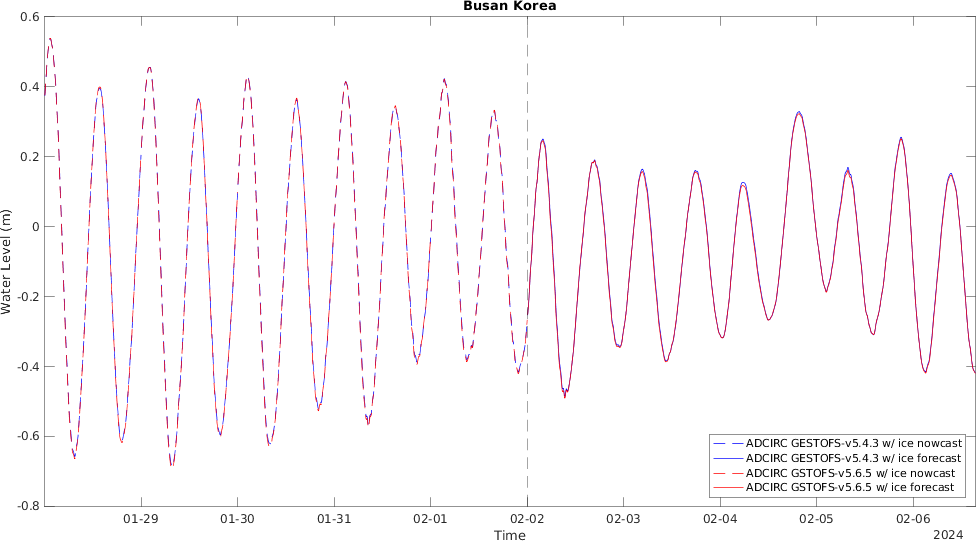 Busan Korea
0.6
0.4
0.2
0
-0.2
-0.4
-0.6
-0.8
Water Level (m)
ADCIRC GESTOFS-v5.4.3 w/ ice nowcast
ADCIRC GESTOFS-v5.4.3 w/ ice forecast
ADCIRC GSTOFS-v5.6.5 w/ ice nowcast
ADCIRC GSTOFS-v5.6.5 w/ ice forecast
01-29 01-30 01-31 02-01 02-02 02-03 02-04 02-05 02-06
Time
2024